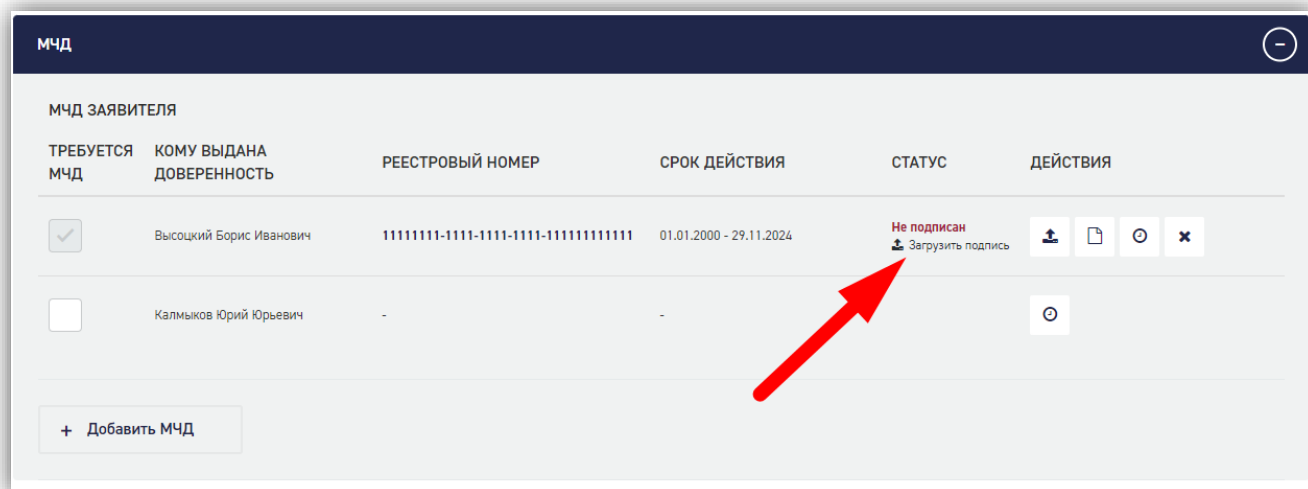 МЧД
МЧД ЗАЯВИТЕЛЯ
ТРЕБУЕТСЯ МЧД КОМУ ВЫДАНА ДОВЕРЕННОСТЬ РЕЕСТРОВЫЙ НОМЕР СРОК ДЕЙСТВИЯ СТАТУС ДЕЙСТВИЯ
Высоцкий Борис Иванович 11111111-1111-1111-1111-111111111111 01.01.2000 - 29.11.2024 Не подписан
Загрузить подпись
Калмыков Юрий Юрьевич - -
+ Добавить МЧД